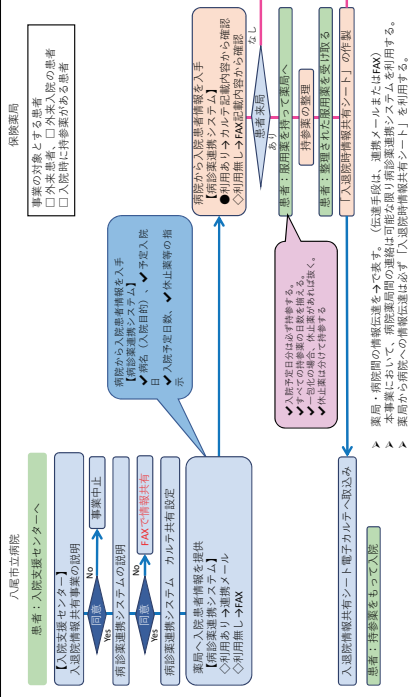 八尾市立病院
患者：入院支援センターへ
【入院支援センター】
入退院情報共有事業の説明
同意
No
事業中止
Yes
病診薬連携システムの説明
同意
No
FAXで情報共有
Yes
病診薬連携システム　カルテ共有設定
薬局へ入院患者情報を提供
【病診薬連携システム】
◇利用あり→連携メール
◇利用無し→FAX
入退院情報共有シート電子カルテへ取込み
患者：持参薬をもって入院
病院から入院患者情報を入手
【病診薬連携システム】
✔病名（入院目的）、✔予定入院
日
✔入院予定日数、✔休止薬等の指
示
保険薬局
事業の対象とする患者
□外来患者、□外来入院の患者
□入院時に持参薬がある患者
病院から入院患者情報を入手
【病診薬連携システム】
●利用あり→カルテ記載内容から確認
◇利用無し→FAX記載内容から確認
患者来局
なし
あり
患者：服用薬を持って薬局へ
持参薬の整理
患者：整理された服用薬を受け取る
「入退院時情報共有シート」の作製
✔入院予定日分は必ず持参する。
✔すべての持参薬の日数を揃える。
✔一包化の場合、休止薬があれば抜く。
✔休止薬は分けて持参する
➤ 薬局・病院間の情報伝達を→で表す。（伝達手段は、連携メールまたはFAX）
➤ 本事業において、病院薬局間の連絡は可能な限り病診薬連携システムを利用する。
➤ 薬局から病院への情報伝達は必ず「入退院時情報共有シート」を利用する。